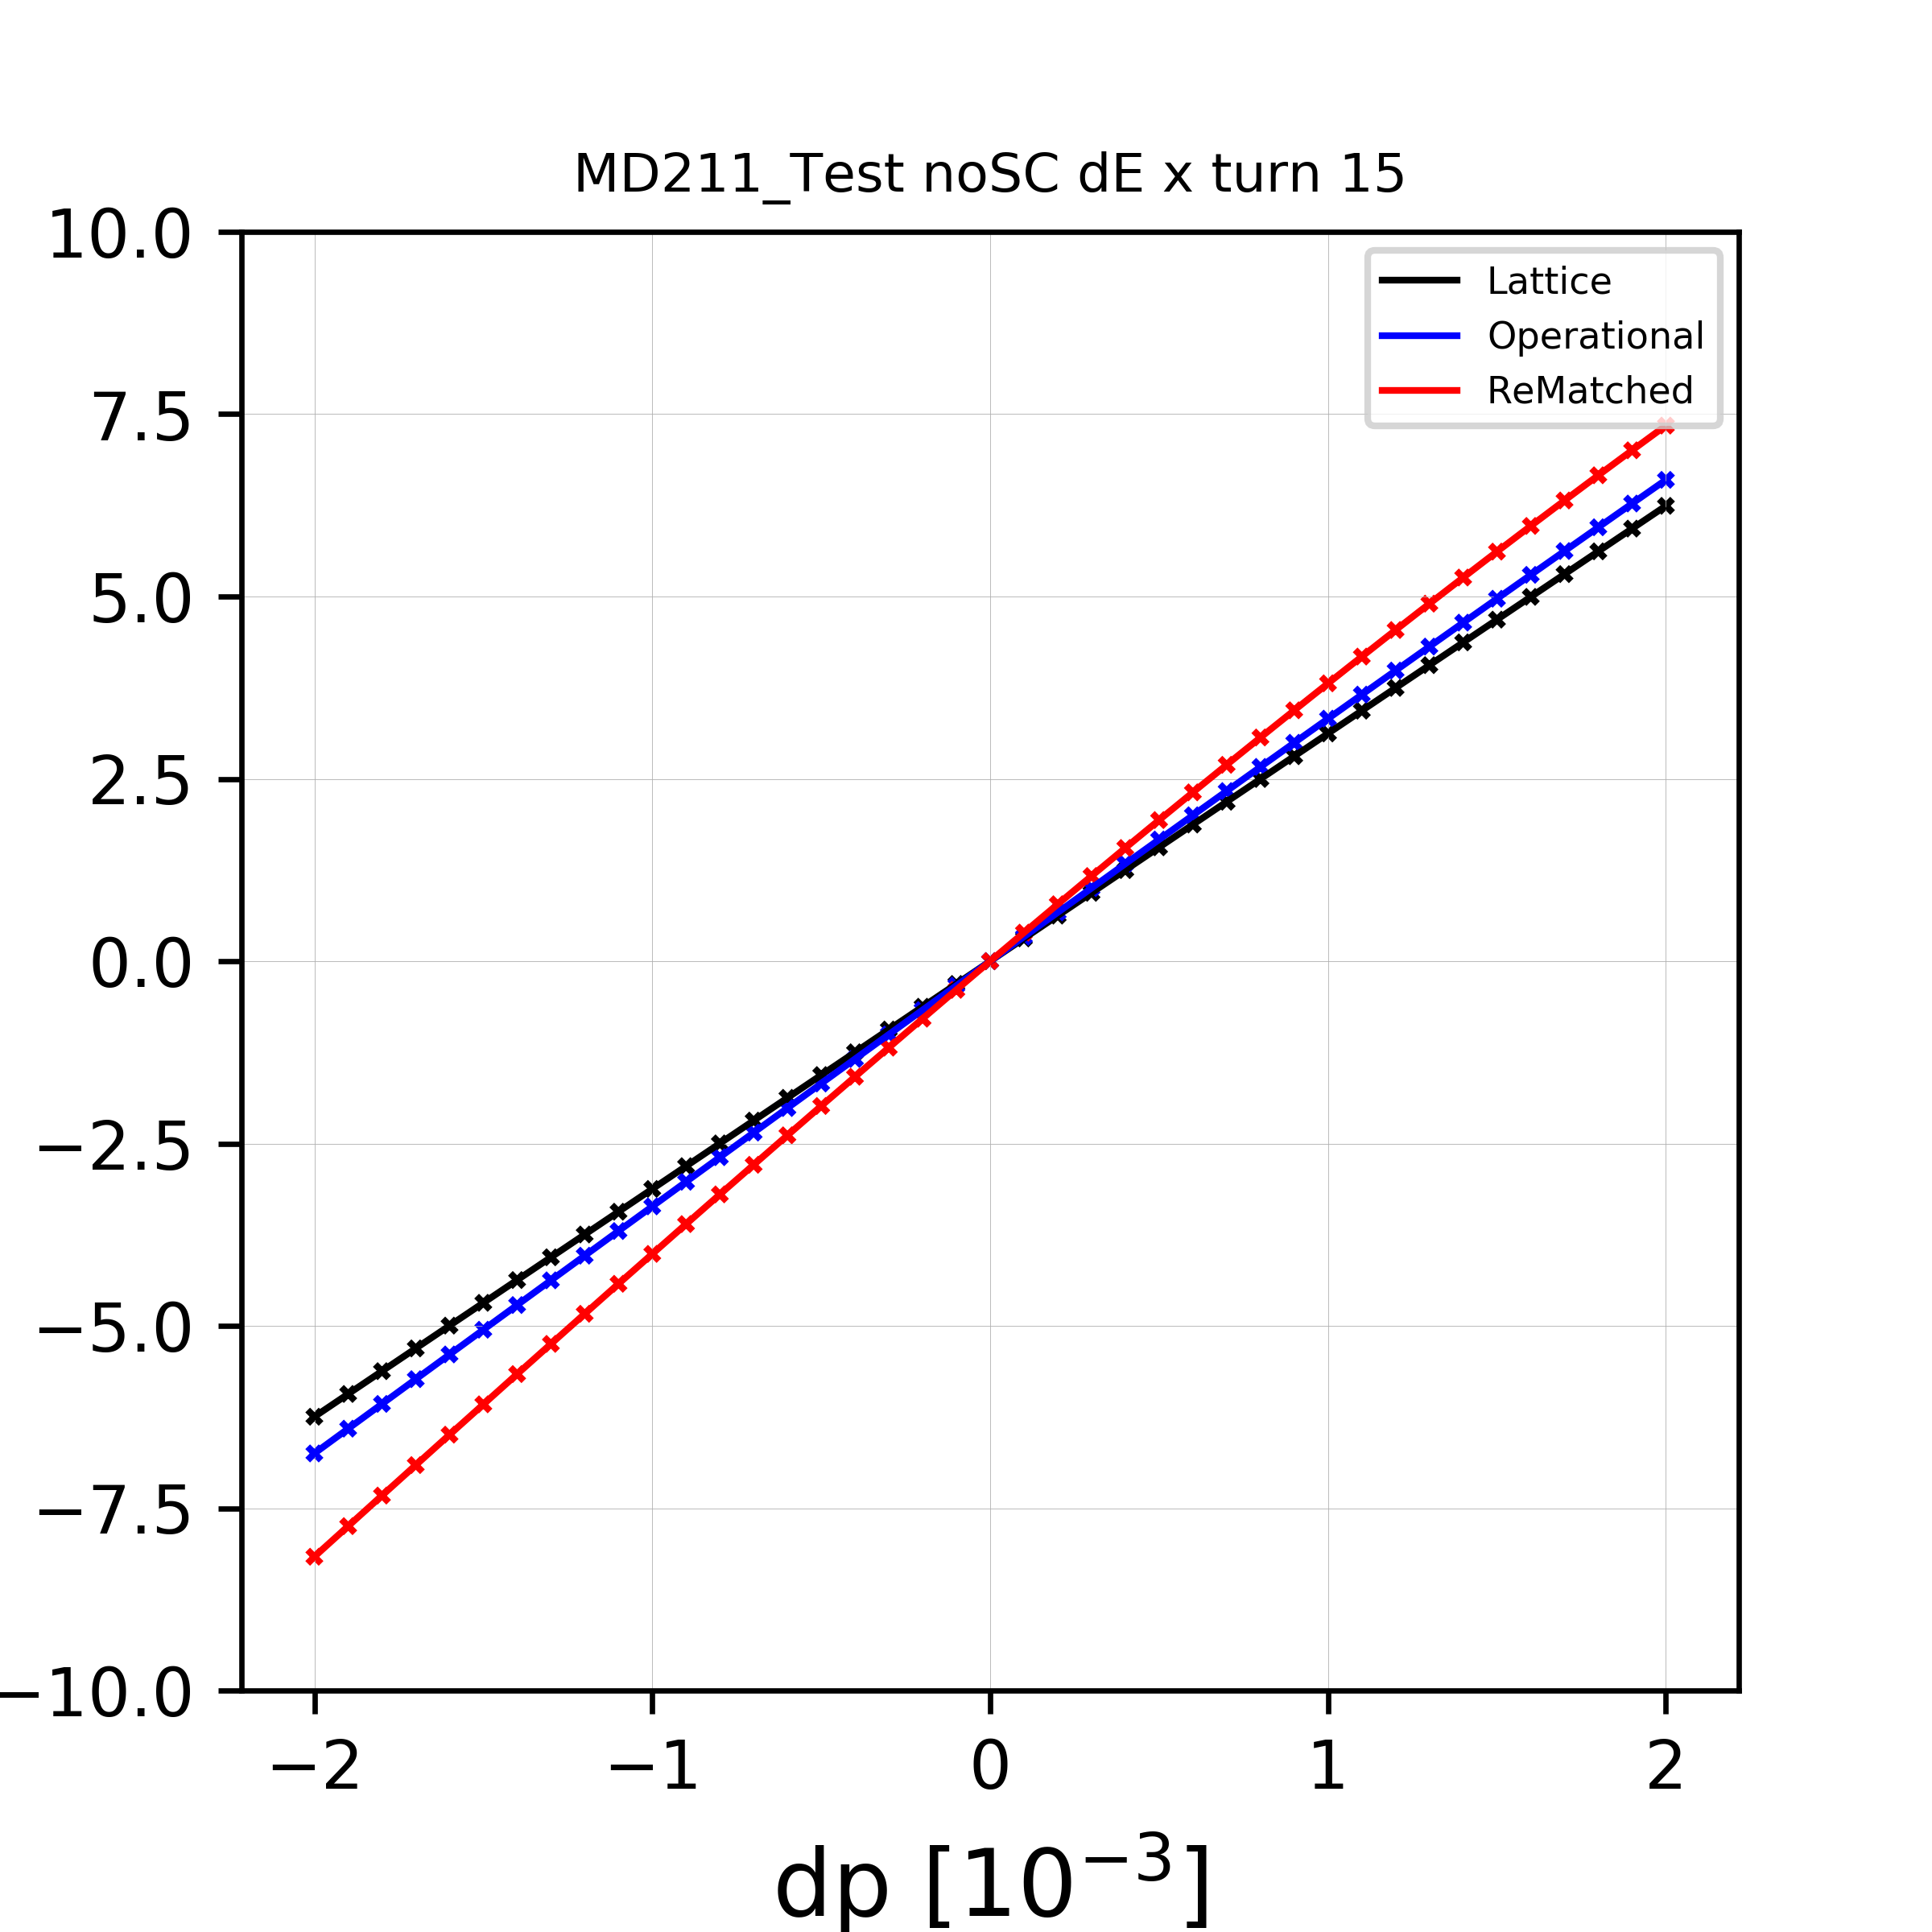 MD211_Test noSC dE x turn 15
10.0
7.5
5.0
2.5
0.0
−2.5
−5.0
−7.5
−10.0
Lattice
Operational
ReMatched
−2 −1 0 1 2
dp [10⁻³]